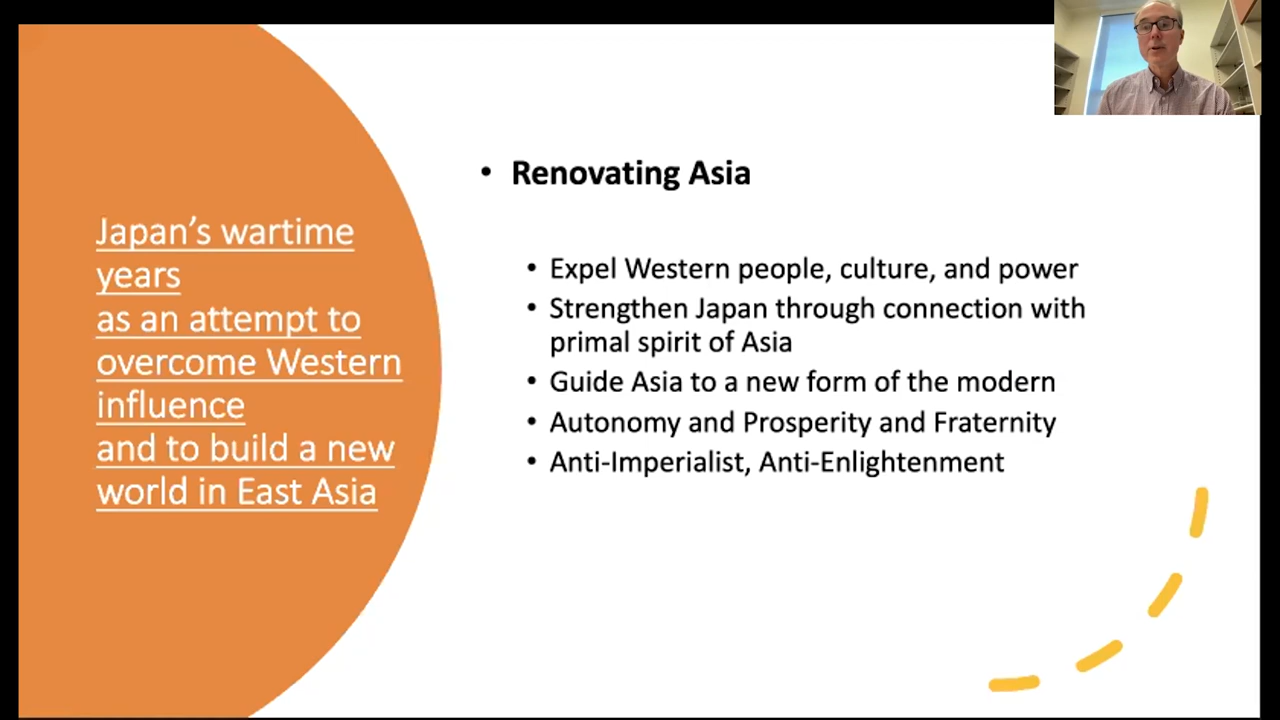 Japan’s wartime
years
as an attempt to
overcome Western
influence
and to build a new
world in East Asia
• Renovating Asia
• Expel Western people, culture, and power
• Strengthen Japan through connection with
primal spirit of Asia
• Guide Asia to a new form of the modern
• Autonomy and Prosperity and Fraternity
• Anti-Imperialist, Anti-Enlightenment